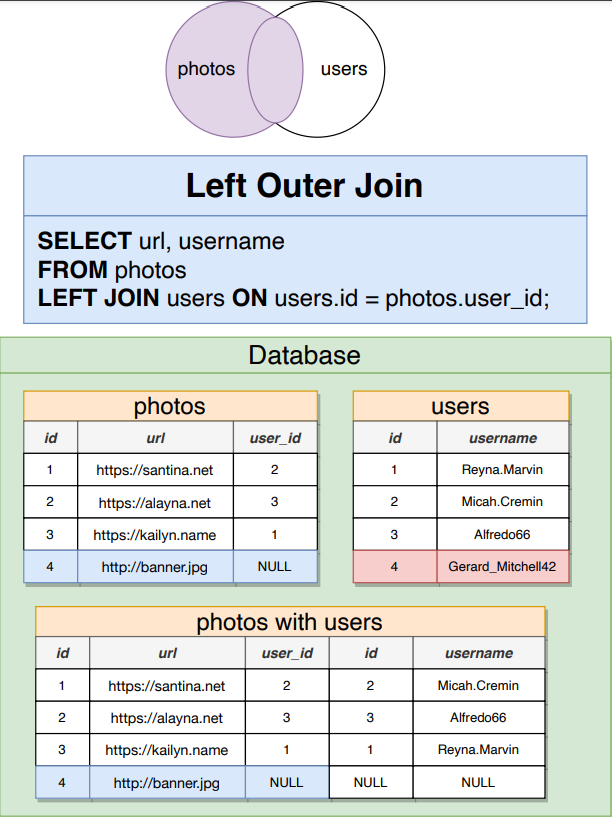 photos users
Left Outer Join
SELECT url, username
FROM photos
LEFT JOIN users ON users.id = photos.user_id;
Database
photos
id url user_id
1 https://santina.net 2
2 https://alayna.net 3
3 https://kailyn.name 1
4 http://banner.jpg NULL
users
id username
1 Reyna.Marvin
2 Micah.Cremin
3 Alfredo66
4 Gerard_Mitchell42
photos with users
id url user_id id username
1 https://santina.net 2 2 Micah.Cremin
2 https://alayna.net 3 3 Alfredo66
3 https://kailyn.name 1 1 Reyna.Marvin
4 http://banner.jpg NULL NULL NULL